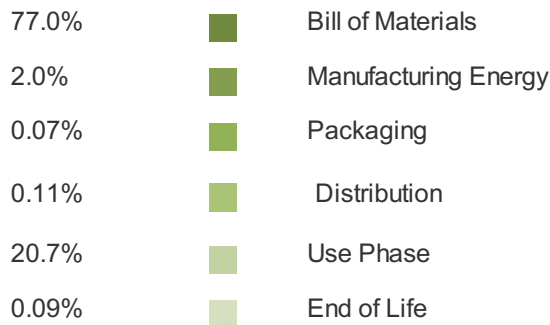 77.0% Bill of Materials
2.0% Manufacturing Energy
0.07% Packaging
0.11% Distribution
20.7% Use Phase
0.09% End of Life